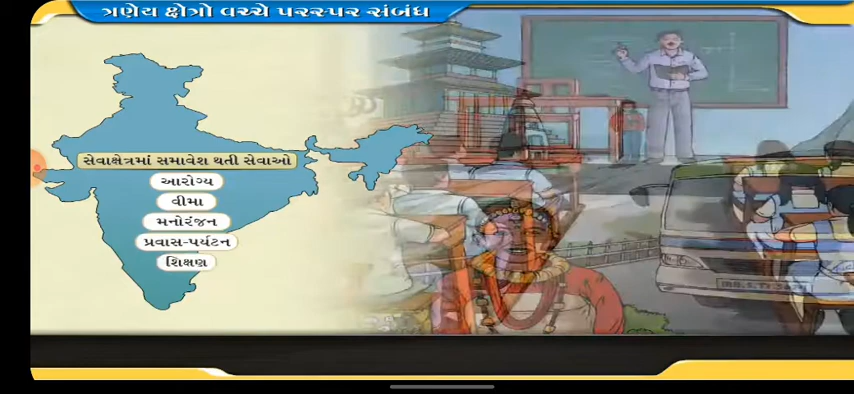 ત્રણેય ક્ષેત્રો વચ્ચે પરસ્પર સંબંધ
સેવાક્ષેત્રમાં સમાવેશ થતી સેવાઓ
આરોગ્ય
વીમા
મનોરંજન
પ્રવાસ-પર્યટન
શિક્ષણ